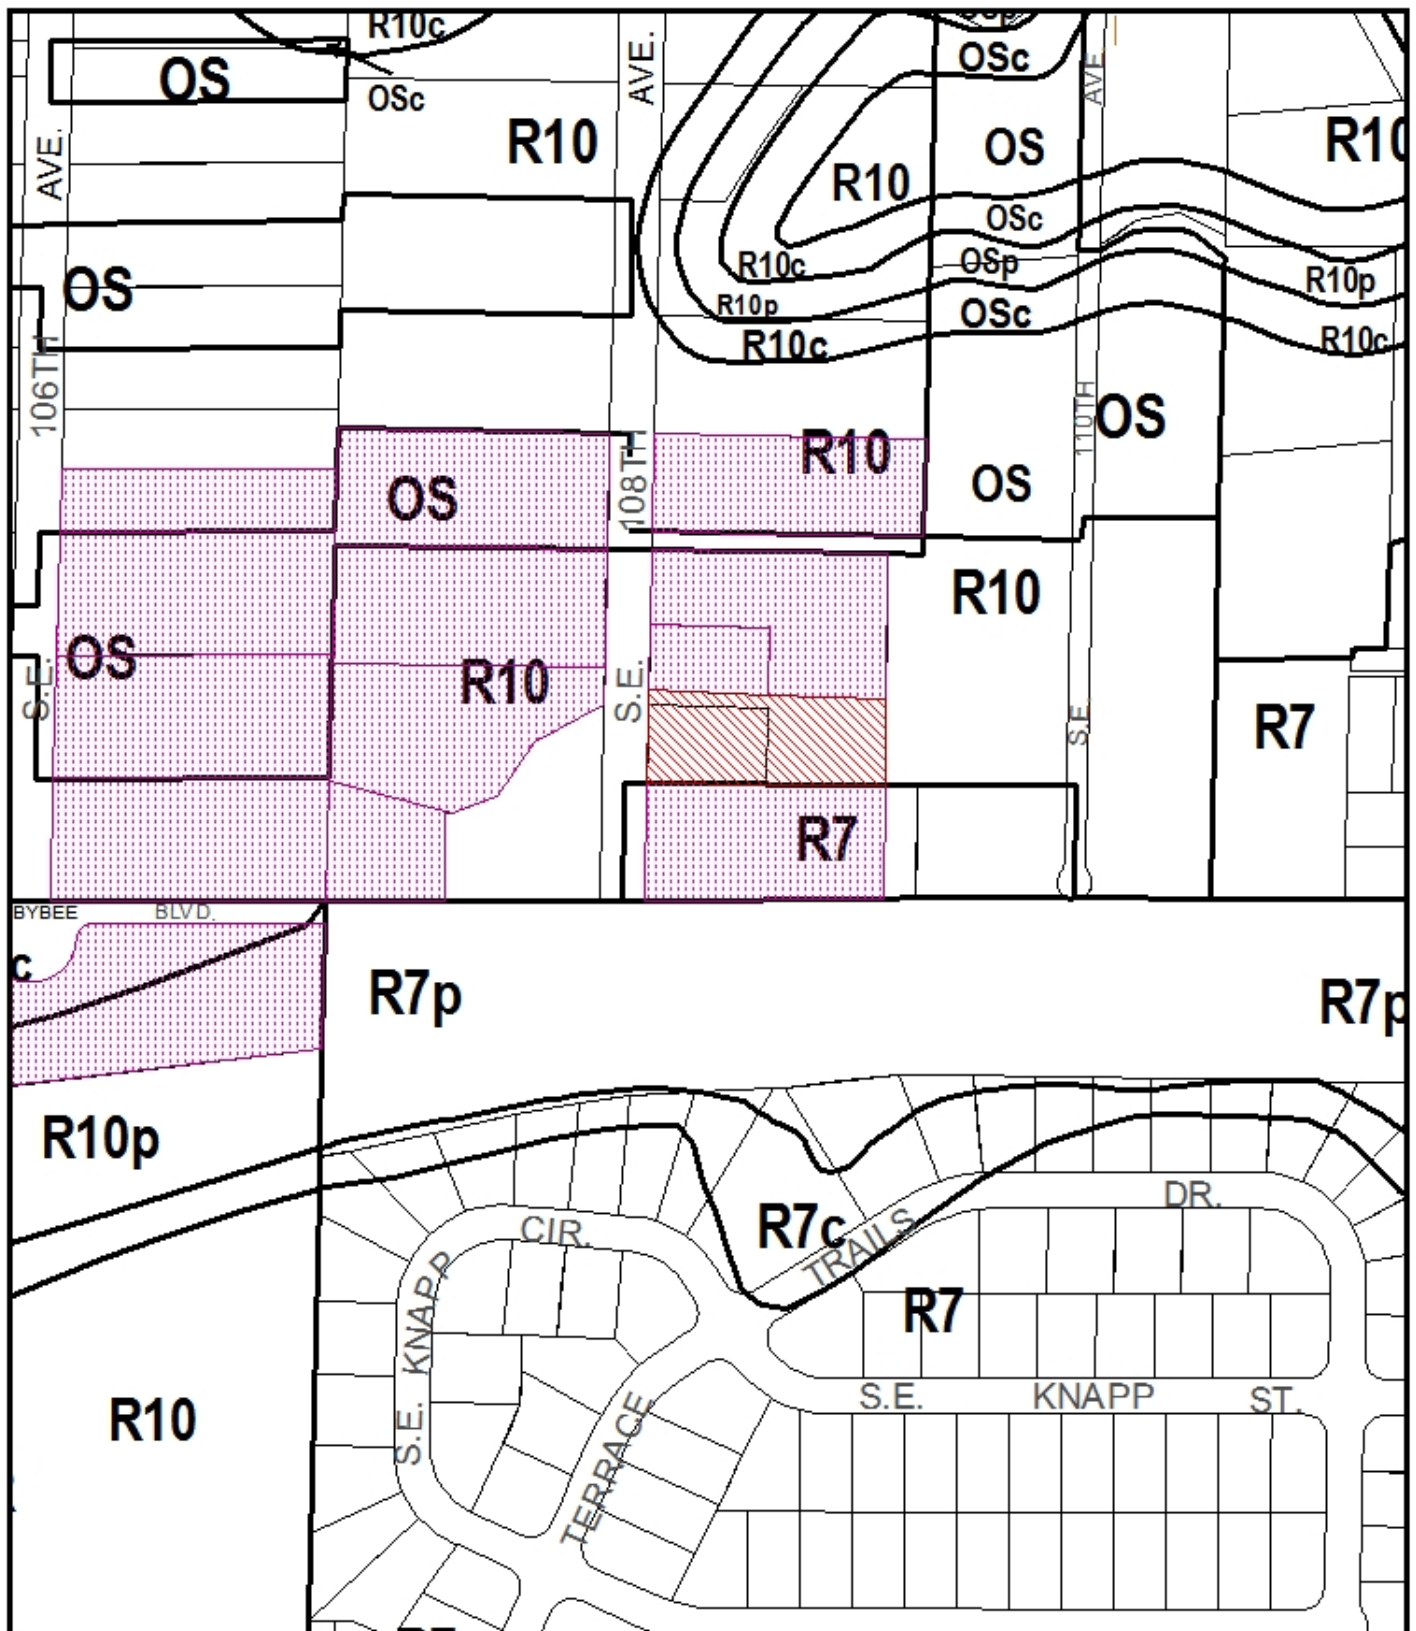 R10c
OSp
OS
OSc
AVE.
OSc
AVE.
R10
OS
R10
AVE.
R10
OSc
OS
R10c
OSp
R10p
R10p
OSc
R10c
R10c
106TH
110TH
OS
R10
OS
108TH
OS
R10
OS
R10
S.E.
S.E.
S.E.
R7
R7
BYBEE BLVD.
c
R7p
R7p
R10p
R7c
DR.
CIR.
TRAILS
KNAPP
R7
S.E. KNAPP ST.
R10
S.E.
TERRACE